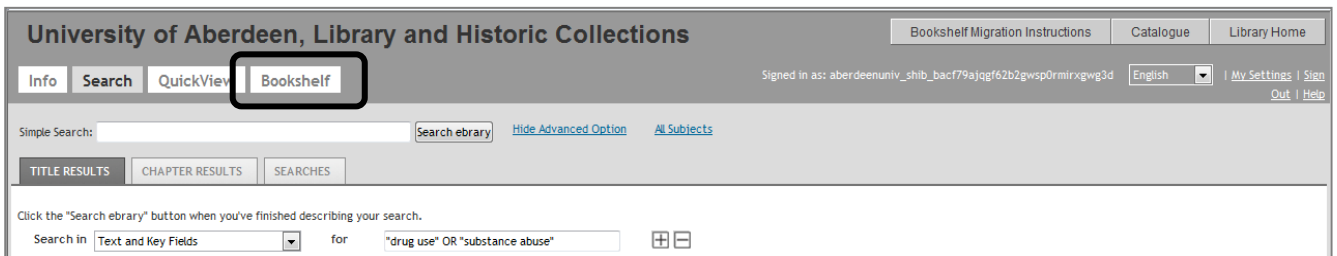 University of Aberdeen, Library and Historic Collections
Bookshelf Migration Instructions Catalogue Library Home
Info Search QuickView Bookshelf
Signed in as: aberdeenuniv_shib_bacf79ajqgf62b2gwsp0rmirxgwg3d English | My Settings | Sign
Out | Help
Simple Search: Search ebrary Hide Advanced Option All Subjects
TITLE RESULTS CHAPTER RESULTS SEARCHES
Click the "Search ebrary" button when you've finished describing your search.
Search in Text and Key Fields for "drug use" OR "substance abuse"